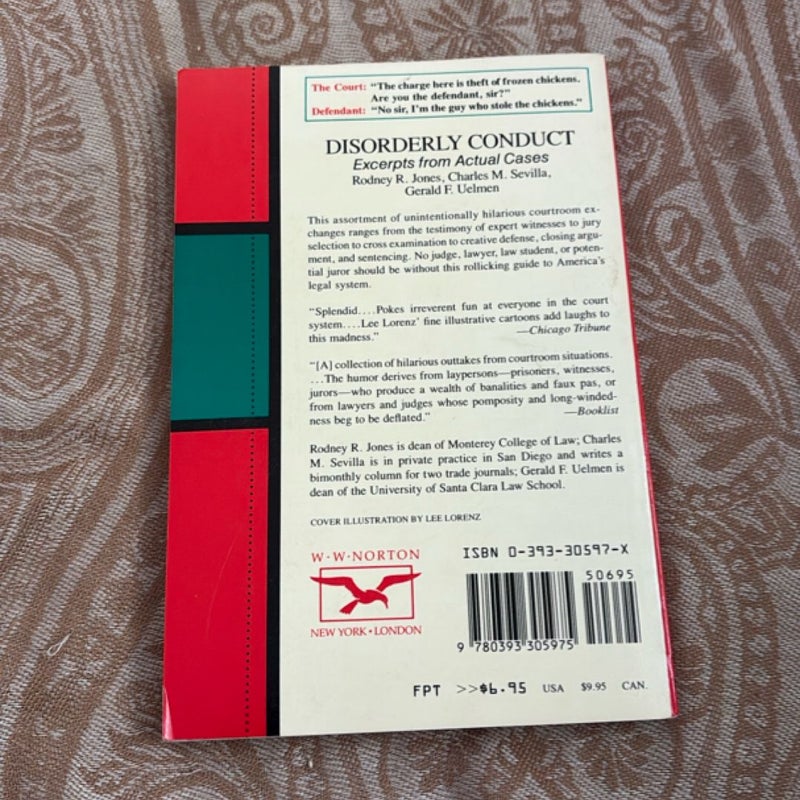 The Court: "The charge here is theft of frozen chickens.
Are you the defendant, sir?"
Defendant: "No sir, I'm the guy who stole the chickens."
DISORDERLY CONDUCT
Excerpts from Actual Cases
Rodney R. Jones, Charles M. Sevilla,
Gerald F. Uelmen
This assortment of unintentionally hilarious courtroom ex-
changes ranges from the testimony of expert witnesses to jury
selection to cross examination to creative defense, closing argu-
ment, and sentencing. No judge, lawyer, law student, or poten-
tial juror should be without this rollicking guide to America's
legal system.
"Splendid....Pokes irreverent fun at everyone in the court
system....Lee Lorenz' fine illustrative cartoons add laughs to
this madness." —Chicago Tribune
"[A] collection of hilarious outtakes from courtroom situations.
...The humor derives from laypersons—prisoners, witnesses,
jurors—who produce a wealth of banalities and faux pas, or
from lawyers and judges whose pomposity and long-winded-
ness beg to be deflated." —Booklist
Rodney R. Jones is dean of Monterey College of Law; Charles
M. Sevilla is in private practice in San Diego and writes a
bimonthly column for two trade journals; Gerald F. Uelmen is
dean of the University of Santa Clara Law School.
COVER ILLUSTRATION BY LEE LORENZ
W·W·NORTON
NEW YORK·LONDON
ISBN 0-393-30597-X
50695
9 780393 305975
FPT >>$6.95 USA $9.95 CAN.